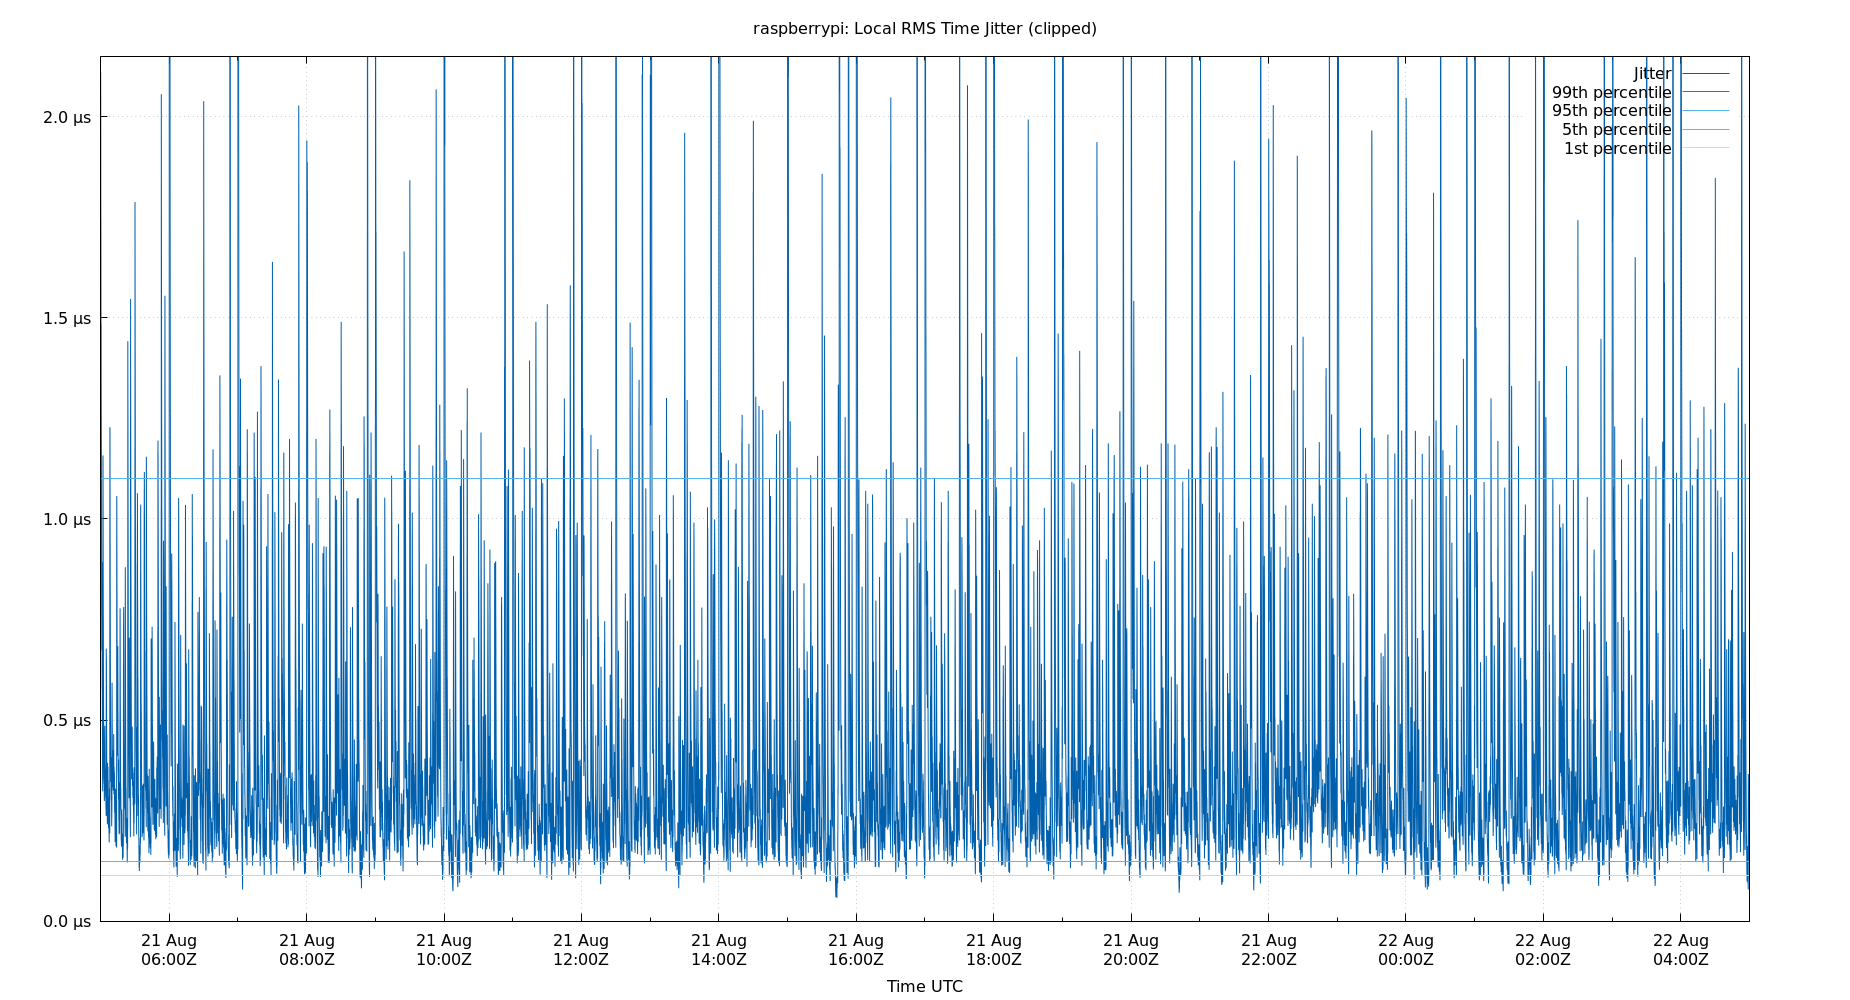 raspberrypi: Local RMS Time Jitter (clipped)
Jitter
99th percentile
95th percentile
5th percentile
1st percentile
2.0 µs
1.5 µs
1.0 µs
0.5 µs
0.0 µs
21 Aug 21 Aug 21 Aug 21 Aug 21 Aug 21 Aug 21 Aug 21 Aug 21 Aug 22 Aug 22 Aug 22 Aug
06:00Z 08:00Z 10:00Z 12:00Z 14:00Z 16:00Z 18:00Z 20:00Z 22:00Z 00:00Z 02:00Z 04:00Z
Time UTC